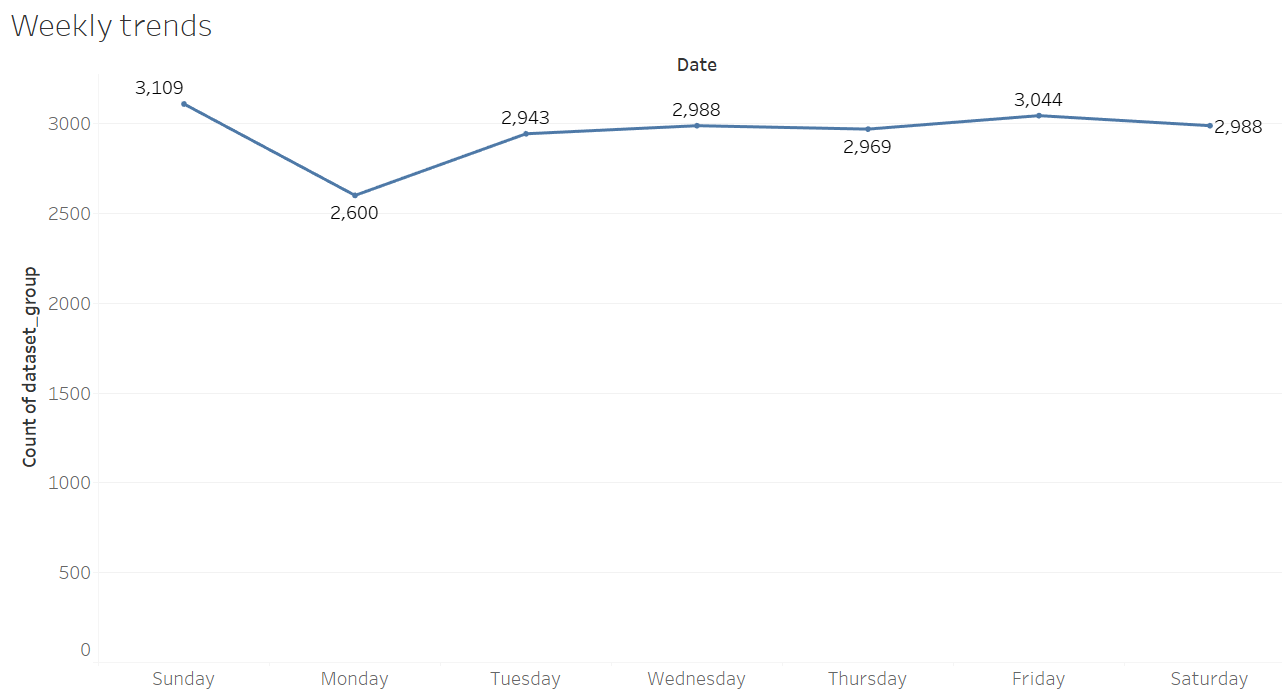 Weekly trends
Date
3,109
2,600
2,943
2,988
2,969
3,044
2,988
3000
2500
2000
1500
1000
500
0
Count of dataset_group
Sunday
Monday
Tuesday
Wednesday
Thursday
Friday
Saturday